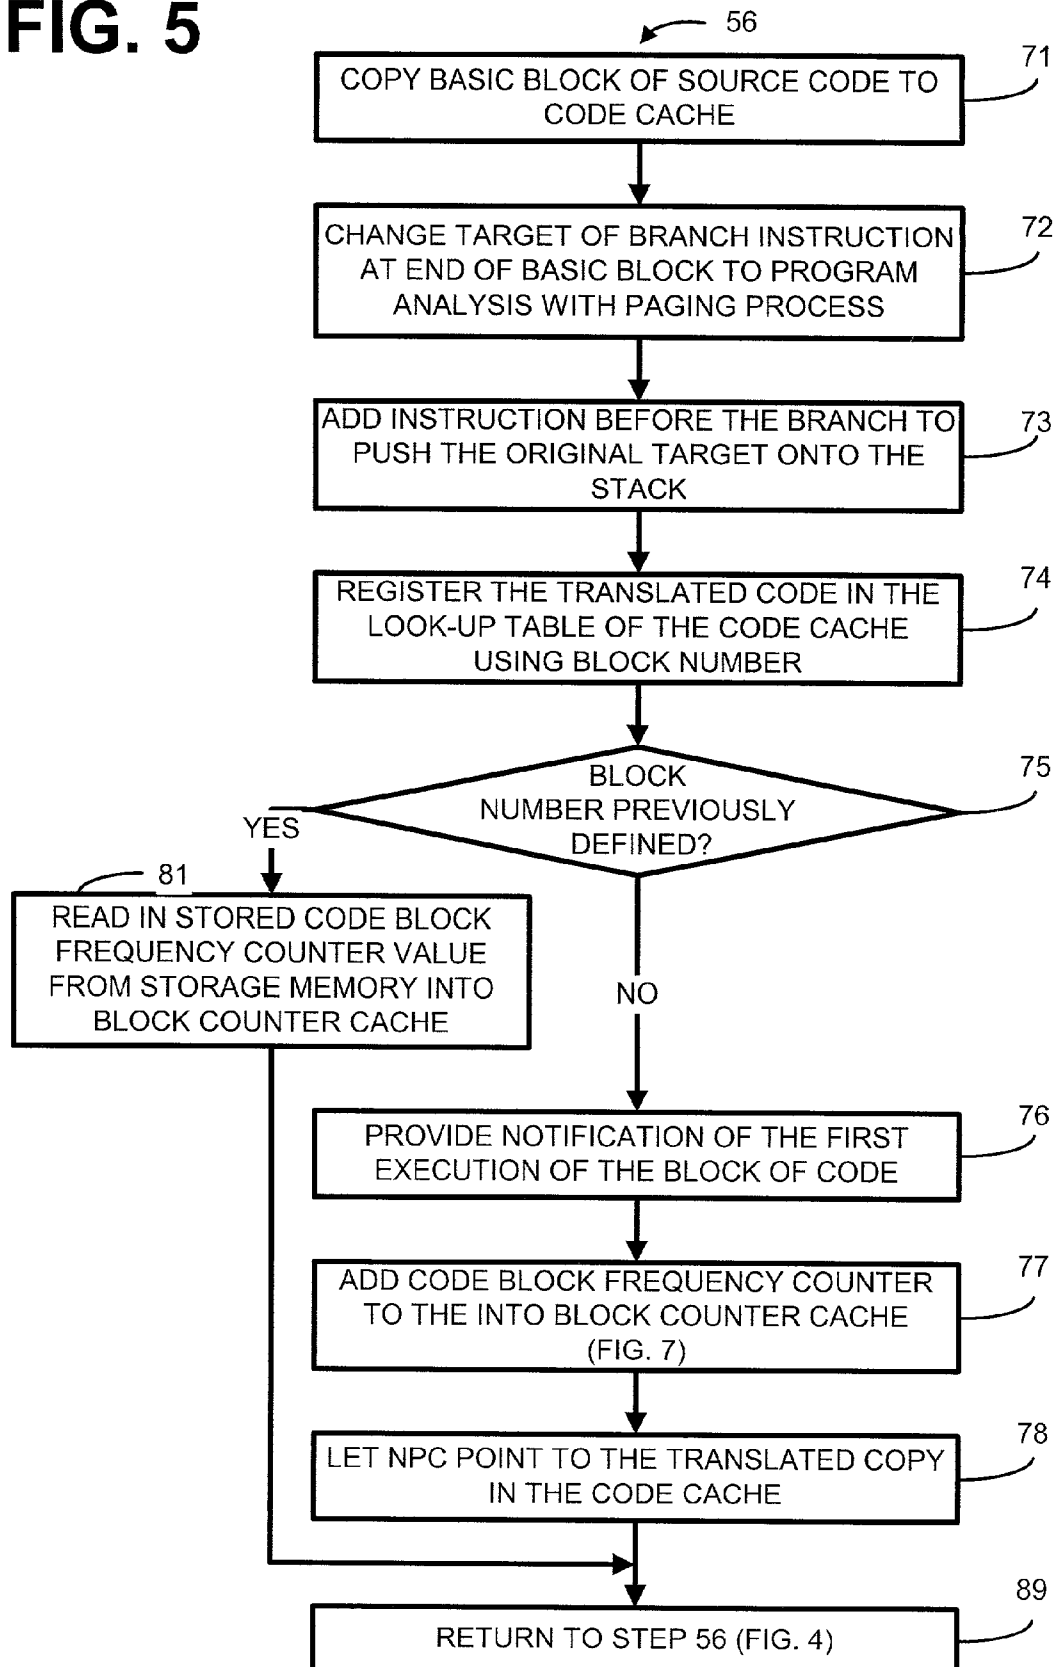 FIG. 5
56
COPY BASIC BLOCK OF SOURCE CODE TO
CODE CACHE
71
CHANGE TARGET OF BRANCH INSTRUCTION
AT END OF BASIC BLOCK TO PROGRAM
ANALYSIS WITH PAGING PROCESS
72
ADD INSTRUCTION BEFORE THE BRANCH TO
PUSH THE ORIGINAL TARGET ONTO THE
STACK
73
REGISTER THE TRANSLATED CODE IN THE
LOOK-UP TABLE OF THE CODE CACHE
USING BLOCK NUMBER
74
BLOCK
NUMBER PREVIOUSLY
DEFINED?
75
YES
81
READ IN STORED CODE BLOCK
FREQUENCY COUNTER VALUE
FROM STORAGE MEMORY INTO
BLOCK COUNTER CACHE
NO
PROVIDE NOTIFICATION OF THE FIRST
EXECUTION OF THE BLOCK OF CODE
76
ADD CODE BLOCK FREQUENCY COUNTER
TO THE INTO BLOCK COUNTER CACHE
(FIG. 7)
77
LET NPC POINT TO THE TRANSLATED COPY
IN THE CODE CACHE
78
RETURN TO STEP 56 (FIG. 4)
89